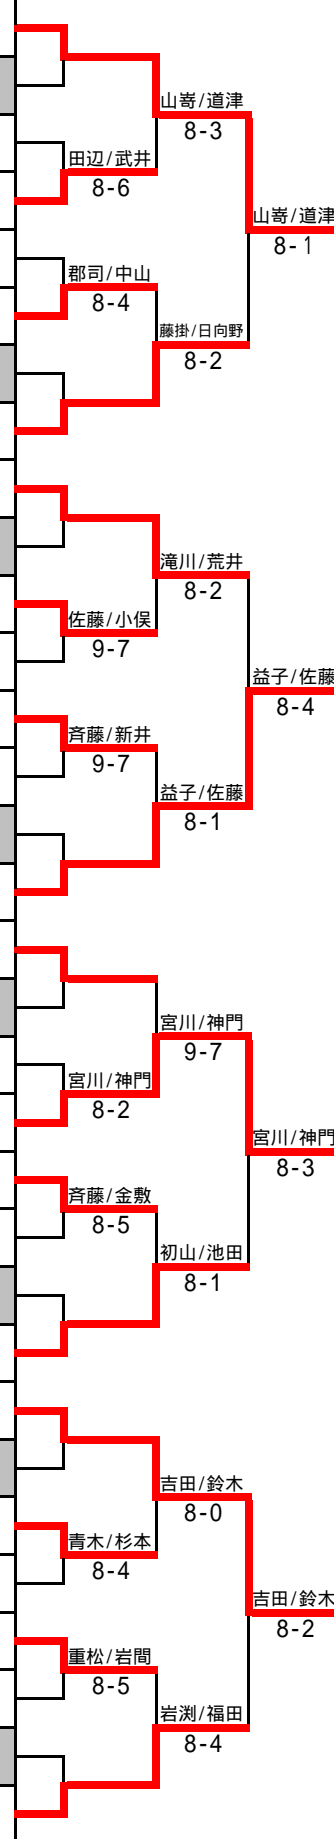 山嵜/道津
8-3
田辺/武井
8-6
山嵜/道津
8-1
郡司/中山
8-4
藤掛/日向野
8-2
滝川/荒井
8-2
佐藤/小俣
9-7
益子/佐藤
8-4
斉藤/新井
9-7
益子/佐藤
8-1
宮川/神門
9-7
宮川/神門
8-2
宮川/神門
8-3
斉藤/金敷
8-5
初山/池田
8-1
吉田/鈴木
8-0
青木/杉本
8-4
吉田/鈴木
8-2
重松/岩間
8-5
岩渕/福田
8-4